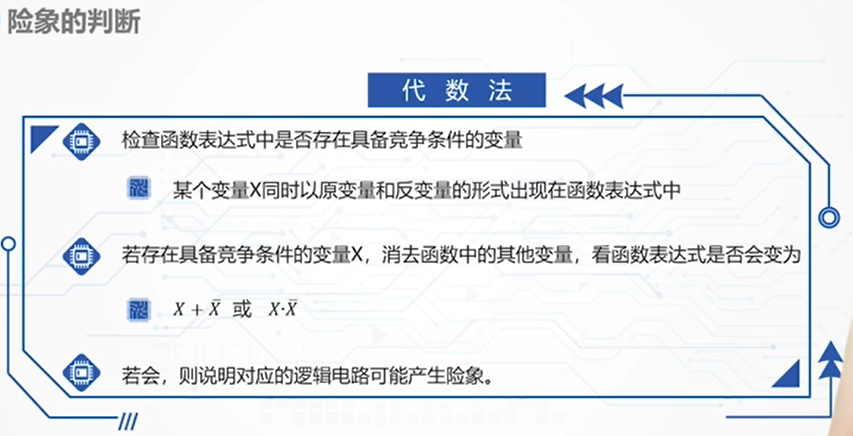 险象的判断
代数法
检查函数表达式中是否存在具备竞争条件的变量
某个变量X同时以原变量和反变量的形式出现在函数表达式中
若存在具备竞争条件的变量X，消去函数中的其他变量，看函数表达式是否会变为
X + X̄ 或 X·X̄
若会，则说明对应的逻辑电路可能产生险象。